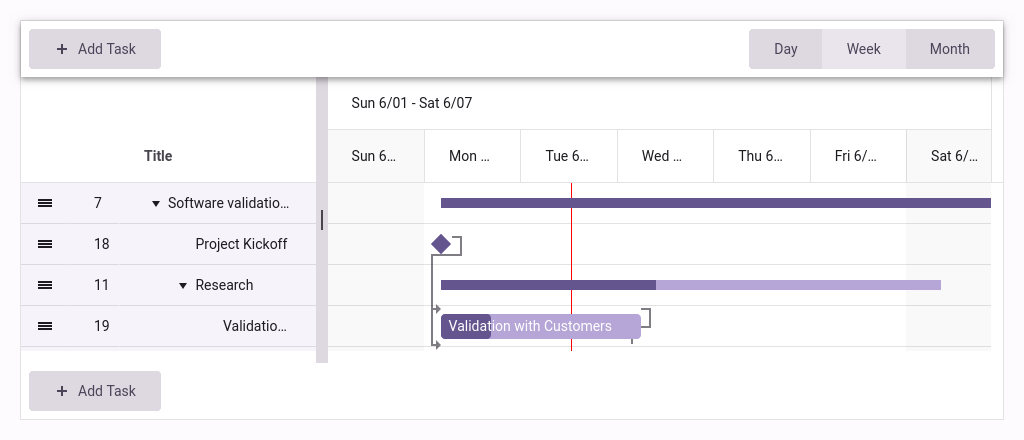 Add Task
Day Week Month
Sun 6/01 - Sat 6/07
Title
Sun 6... Mon ... Tue 6... Wed ... Thu 6... Fri 6/... Sat 6/...
7 Software validatio...
18 Project Kickoff
11 Research
19 Validatio... Validation with Customers
Add Task